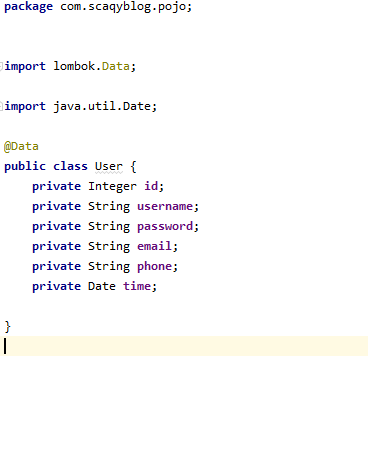 package com.scaqyblog.pojo;
import lombok.Data;
import java.util.Date;
@Data
public class User {
    private Integer id;
    private String username;
    private String password;
    private String email;
    private String phone;
    private Date time;
}